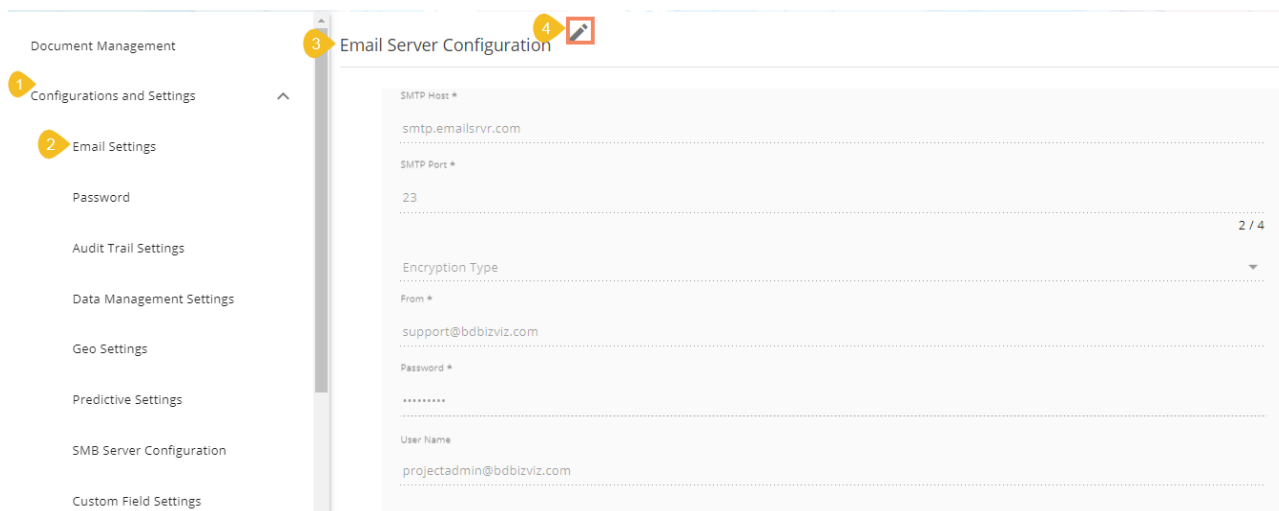 Document Management
1
Configurations and Settings
2
Email Settings
Password
Audit Trail Settings
Data Management Settings
Geo Settings
Predictive Settings
SMB Server Configuration
Custom Field Settings
3
Email Server Configuration
4
SMTP Host *
smtp.emailsrvr.com
SMTP Port *
23
2 / 4
Encryption Type
From *
support@bdbizviz.com
Password *
•••••••••
User Name
projectadmin@bdbizviz.com